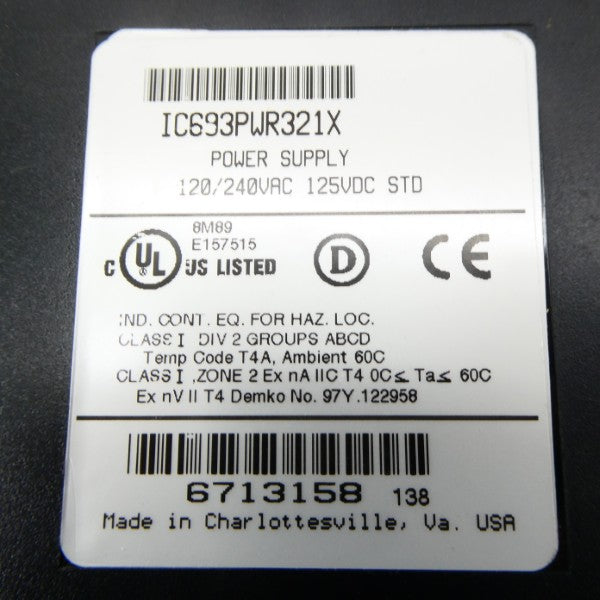 IC693PWR321X
POWER SUPPLY
120/240VAC 125VDC STD
8M89
E157515
C UL US LISTED
D
CE
IND. CONT. EQ. FOR HAZ. LOC.
CLASS I DIV 2 GROUPS ABCD
Temp Code T4A, Ambient 60C
CLASS I ,ZONE 2 Ex nA IIC T4 0C≤ Ta≤ 60C
Ex nV II T4 Demko No. 97Y.122958
6713158 138
Made in Charlottesville, Va. USA